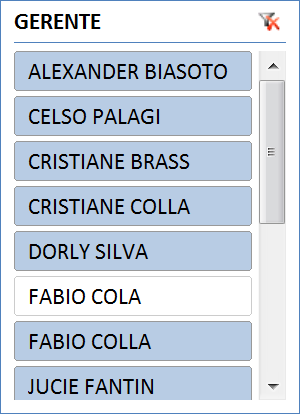 GERENTE
ALEXANDER BIASOTO
CELSO PALAGI
CRISTIANE BRASS
CRISTIANE COLLA
DORLY SILVA
FABIO COLA
FABIO COLLA
JUCIE FANTIN